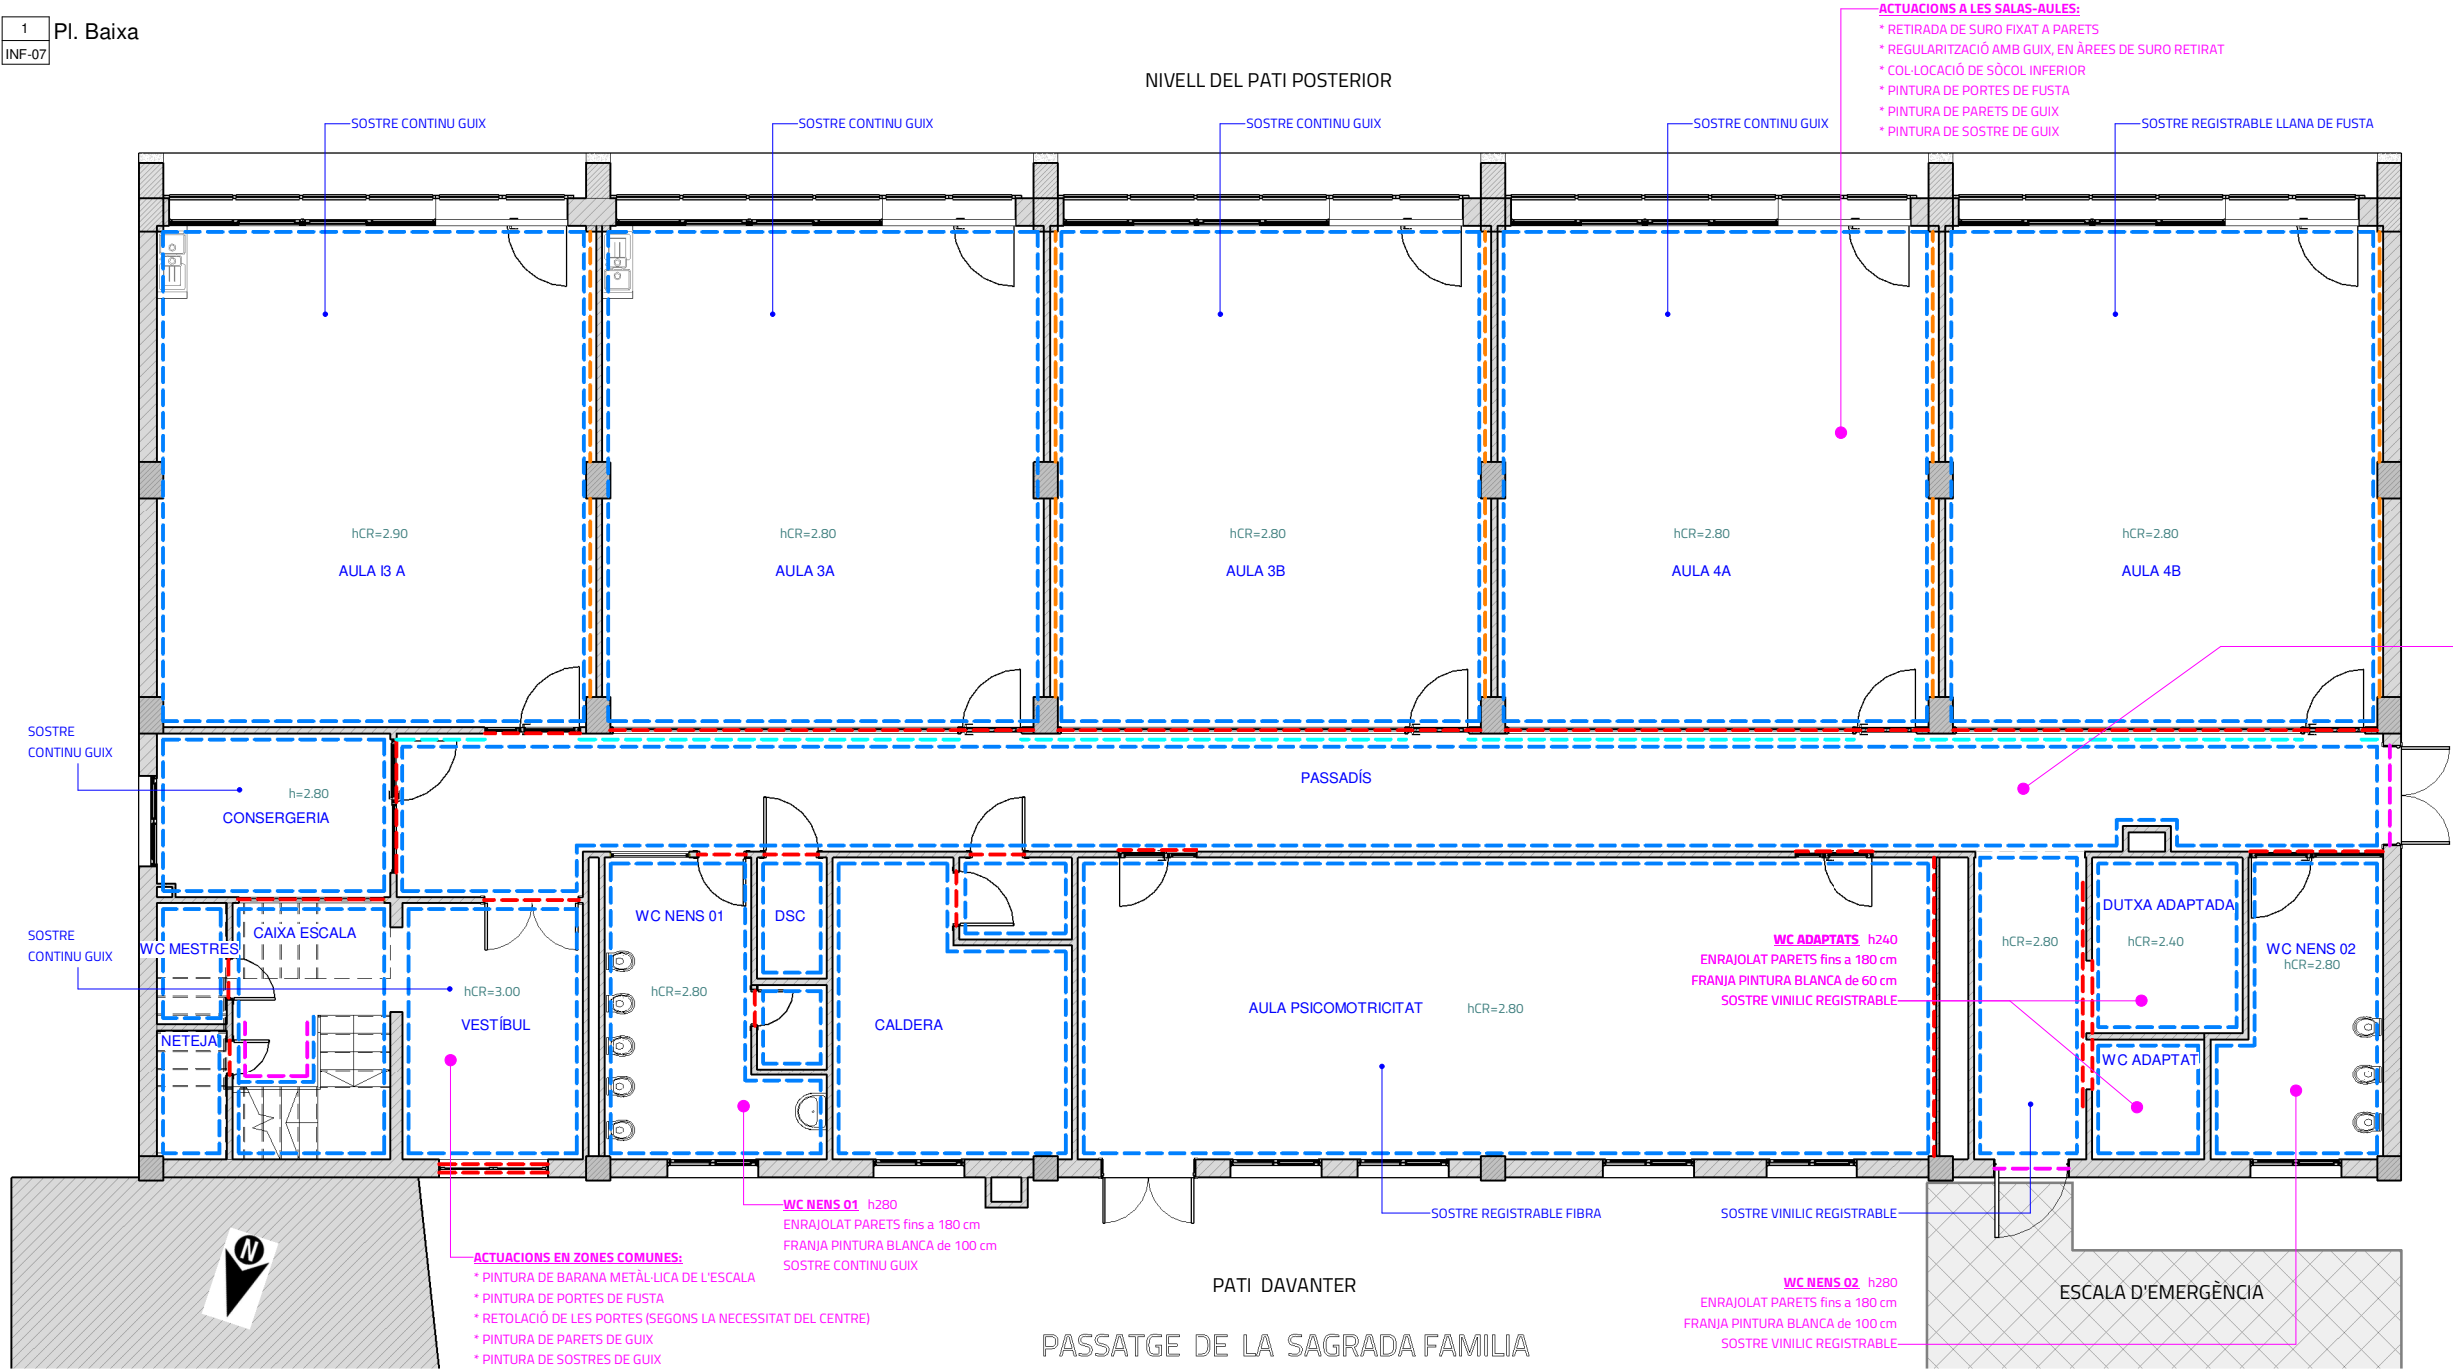 1
INF-07
Pl. Baixa
NIVELL DEL PATI POSTERIOR
ACTUACIONS A LES SALAS-AULES:
* RETIRADA DE SURO FIXAT A PARETS
* REGULARITZACIÓ AMB GUIX, EN ÀREES DE SURO RETIRAT
* COL·LOCACIÓ DE SÒCOL INFERIOR
* PINTURA DE PORTES DE FUSTA
* PINTURA DE PARETS DE GUIX
* PINTURA DE SOSTRE DE GUIX
SOSTRE CONTINU GUIX
SOSTRE CONTINU GUIX
SOSTRE CONTINU GUIX
SOSTRE CONTINU GUIX
SOSTRE REGISTRABLE LLANA DE FUSTA
hCR=2.90
AULA I3 A
hCR=2.80
AULA 3A
hCR=2.80
AULA 3B
hCR=2.80
AULA 4A
hCR=2.80
AULA 4B
SOSTRE
CONTINU GUIX
h=2.80
CONSERGERIA
PASSADÍS
SOSTRE
CONTINU GUIX
WC MESTRES
CAIXA ESCALA
NETEJA
hCR=3.00
VESTÍBUL
WC NENS 01
hCR=2.80
DSC
CALDERA
AULA PSICOMOTRICITAT
hCR=2.80
WC ADAPTATS h240
ENRAJOLAT PARETS fins a 180 cm
FRANJA PINTURA BLANCA de 60 cm
SOSTRE VINILIC REGISTRABLE
hCR=2.80
DUTXA ADAPTADA
hCR=2.40
WC ADAPTAT
WC NENS 02
hCR=2.80
WC NENS 01 h280
ENRAJOLAT PARETS fins a 180 cm
FRANJA PINTURA BLANCA de 100 cm
SOSTRE CONTINU GUIX
SOSTRE REGISTRABLE FIBRA
SOSTRE VINILIC REGISTRABLE
N
ACTUACIONS EN ZONES COMUNES:
* PINTURA DE BARANA METÀL·LICA DE L'ESCALA
* PINTURA DE PORTES DE FUSTA
* RETOLACIÓ DE LES PORTES (SEGONS LA NECESSITAT DEL CENTRE)
* PINTURA DE PARETS DE GUIX
* PINTURA DE SOSTRES DE GUIX
PATI DAVANTER
PASSATGE DE LA SAGRADA FAMILIA
WC NENS 02 h280
ENRAJOLAT PARETS fins a 180 cm
FRANJA PINTURA BLANCA de 100 cm
SOSTRE VINILIC REGISTRABLE
ESCALA D'EMERGÈNCIA